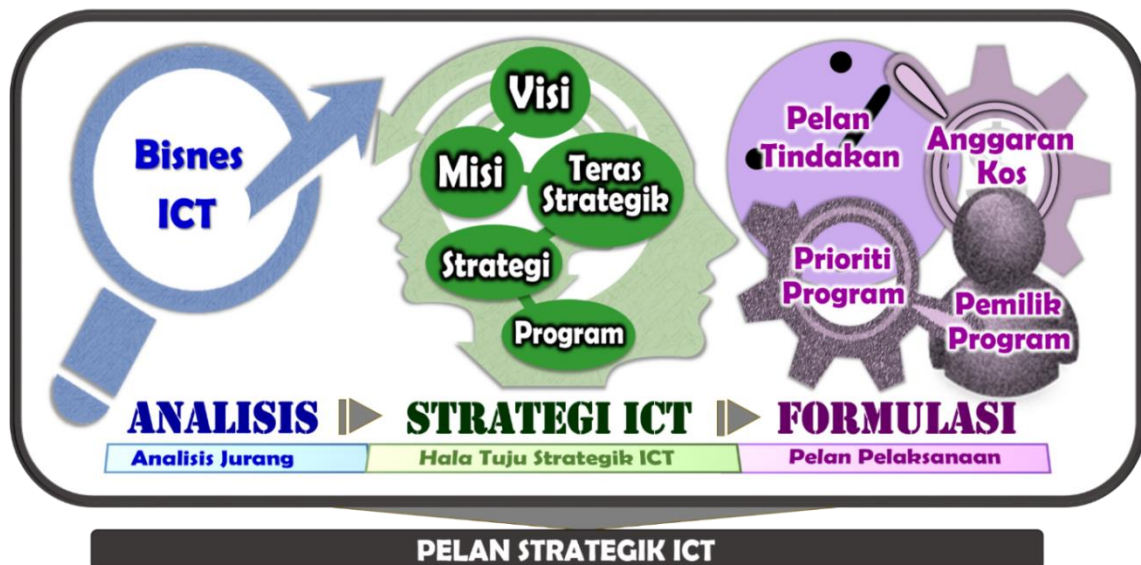 Bisnes
ICT
Visi
Misi
Teras
Strategik
Strategi
Program
Pelan
Tindakan
Anggaran
Kos
Prioriti
Program
Pemilik
Program
ANALISIS
STRATEGI ICT
FORMULASI
Analisis Jurang
Hala Tuju Strategik ICT
Pelan Pelaksanaan
PELAN STRATEGIK ICT